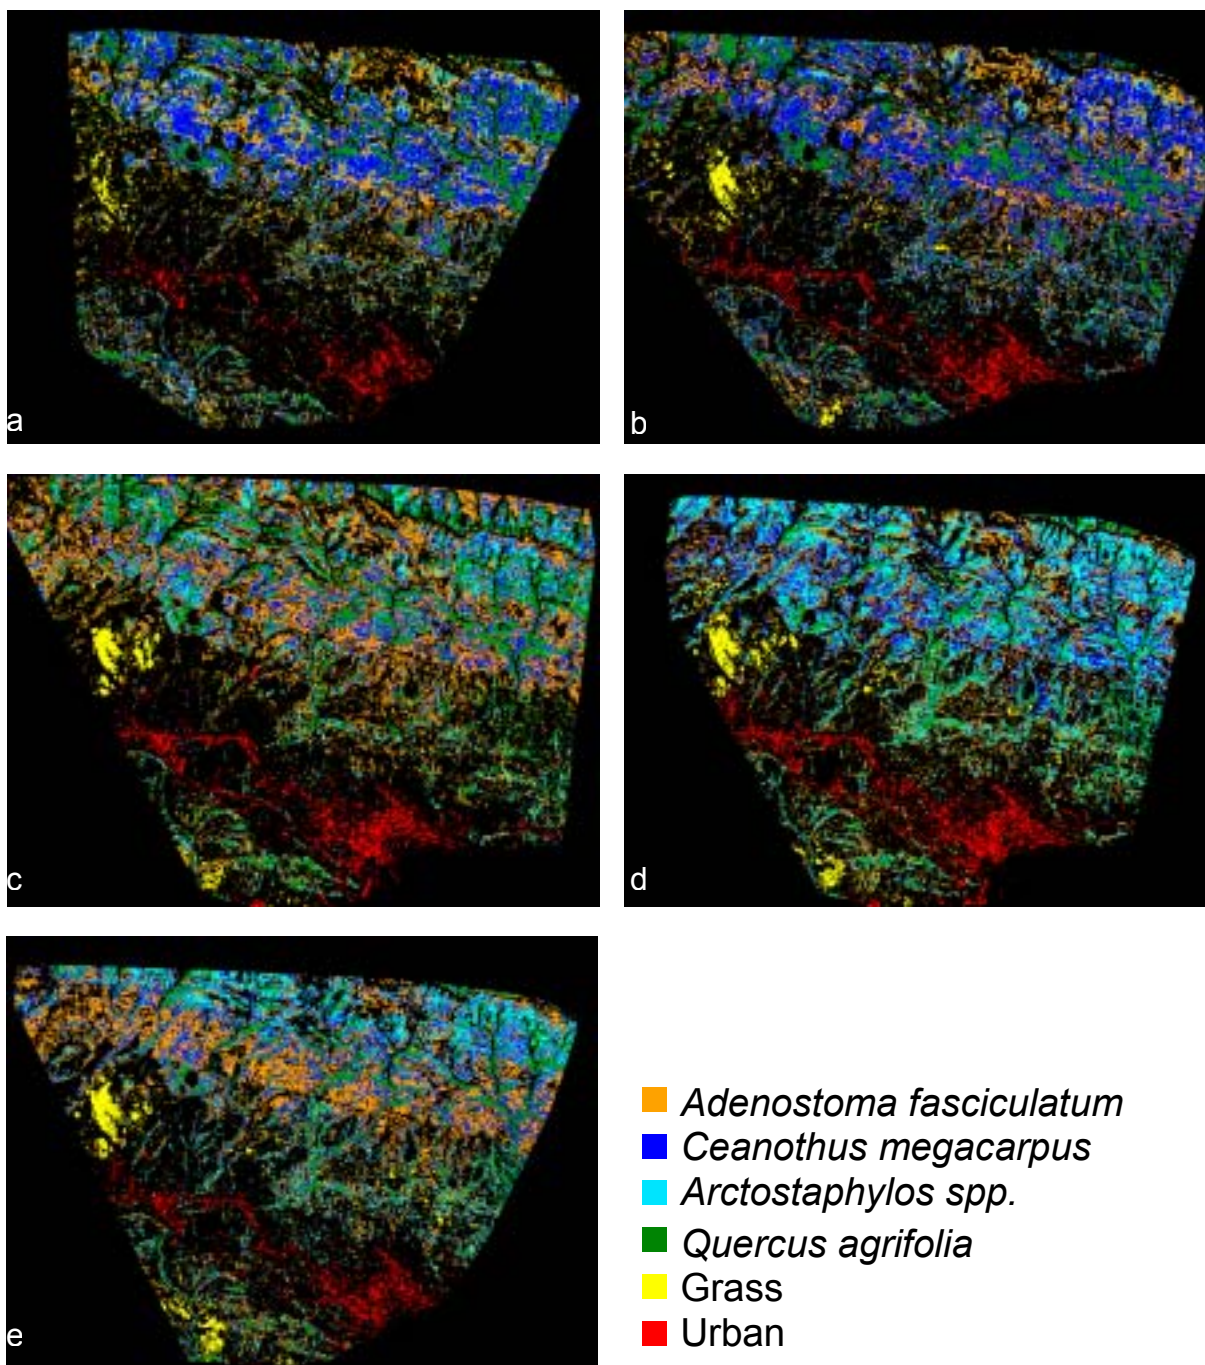 a
b
c
d
e
Adenostoma fasciculatum
Ceanothus megacarpus
Arctostaphylos spp.
Quercus agrifolia
Grass
Urban